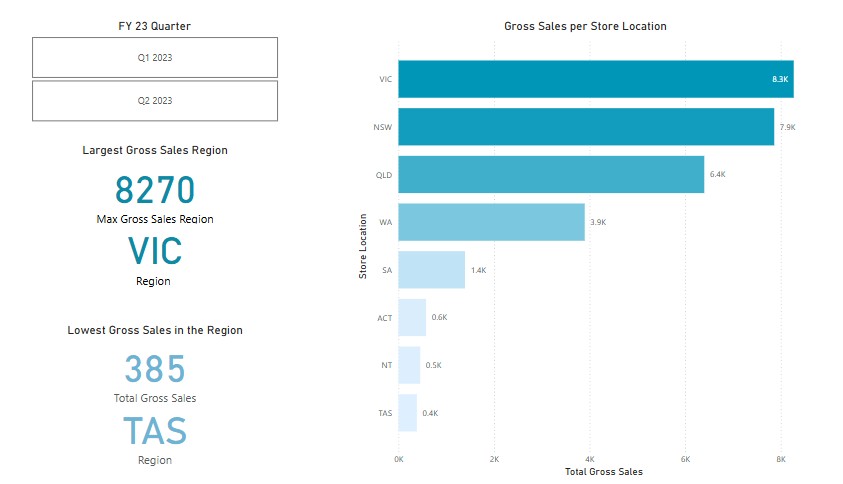 FY 23 Quarter
Q1 2023
Q2 2023
Largest Gross Sales Region
8270
Max Gross Sales Region
VIC
Region
Lowest Gross Sales in the Region
385
Total Gross Sales
TAS
Region
Gross Sales per Store Location
Store Location
VIC 8.3K
NSW 7.9K
QLD 6.4K
WA 3.9K
SA 1.4K
ACT 0.6K
NT 0.5K
TAS 0.4K
0K 2K 4K 6K 8K
Total Gross Sales